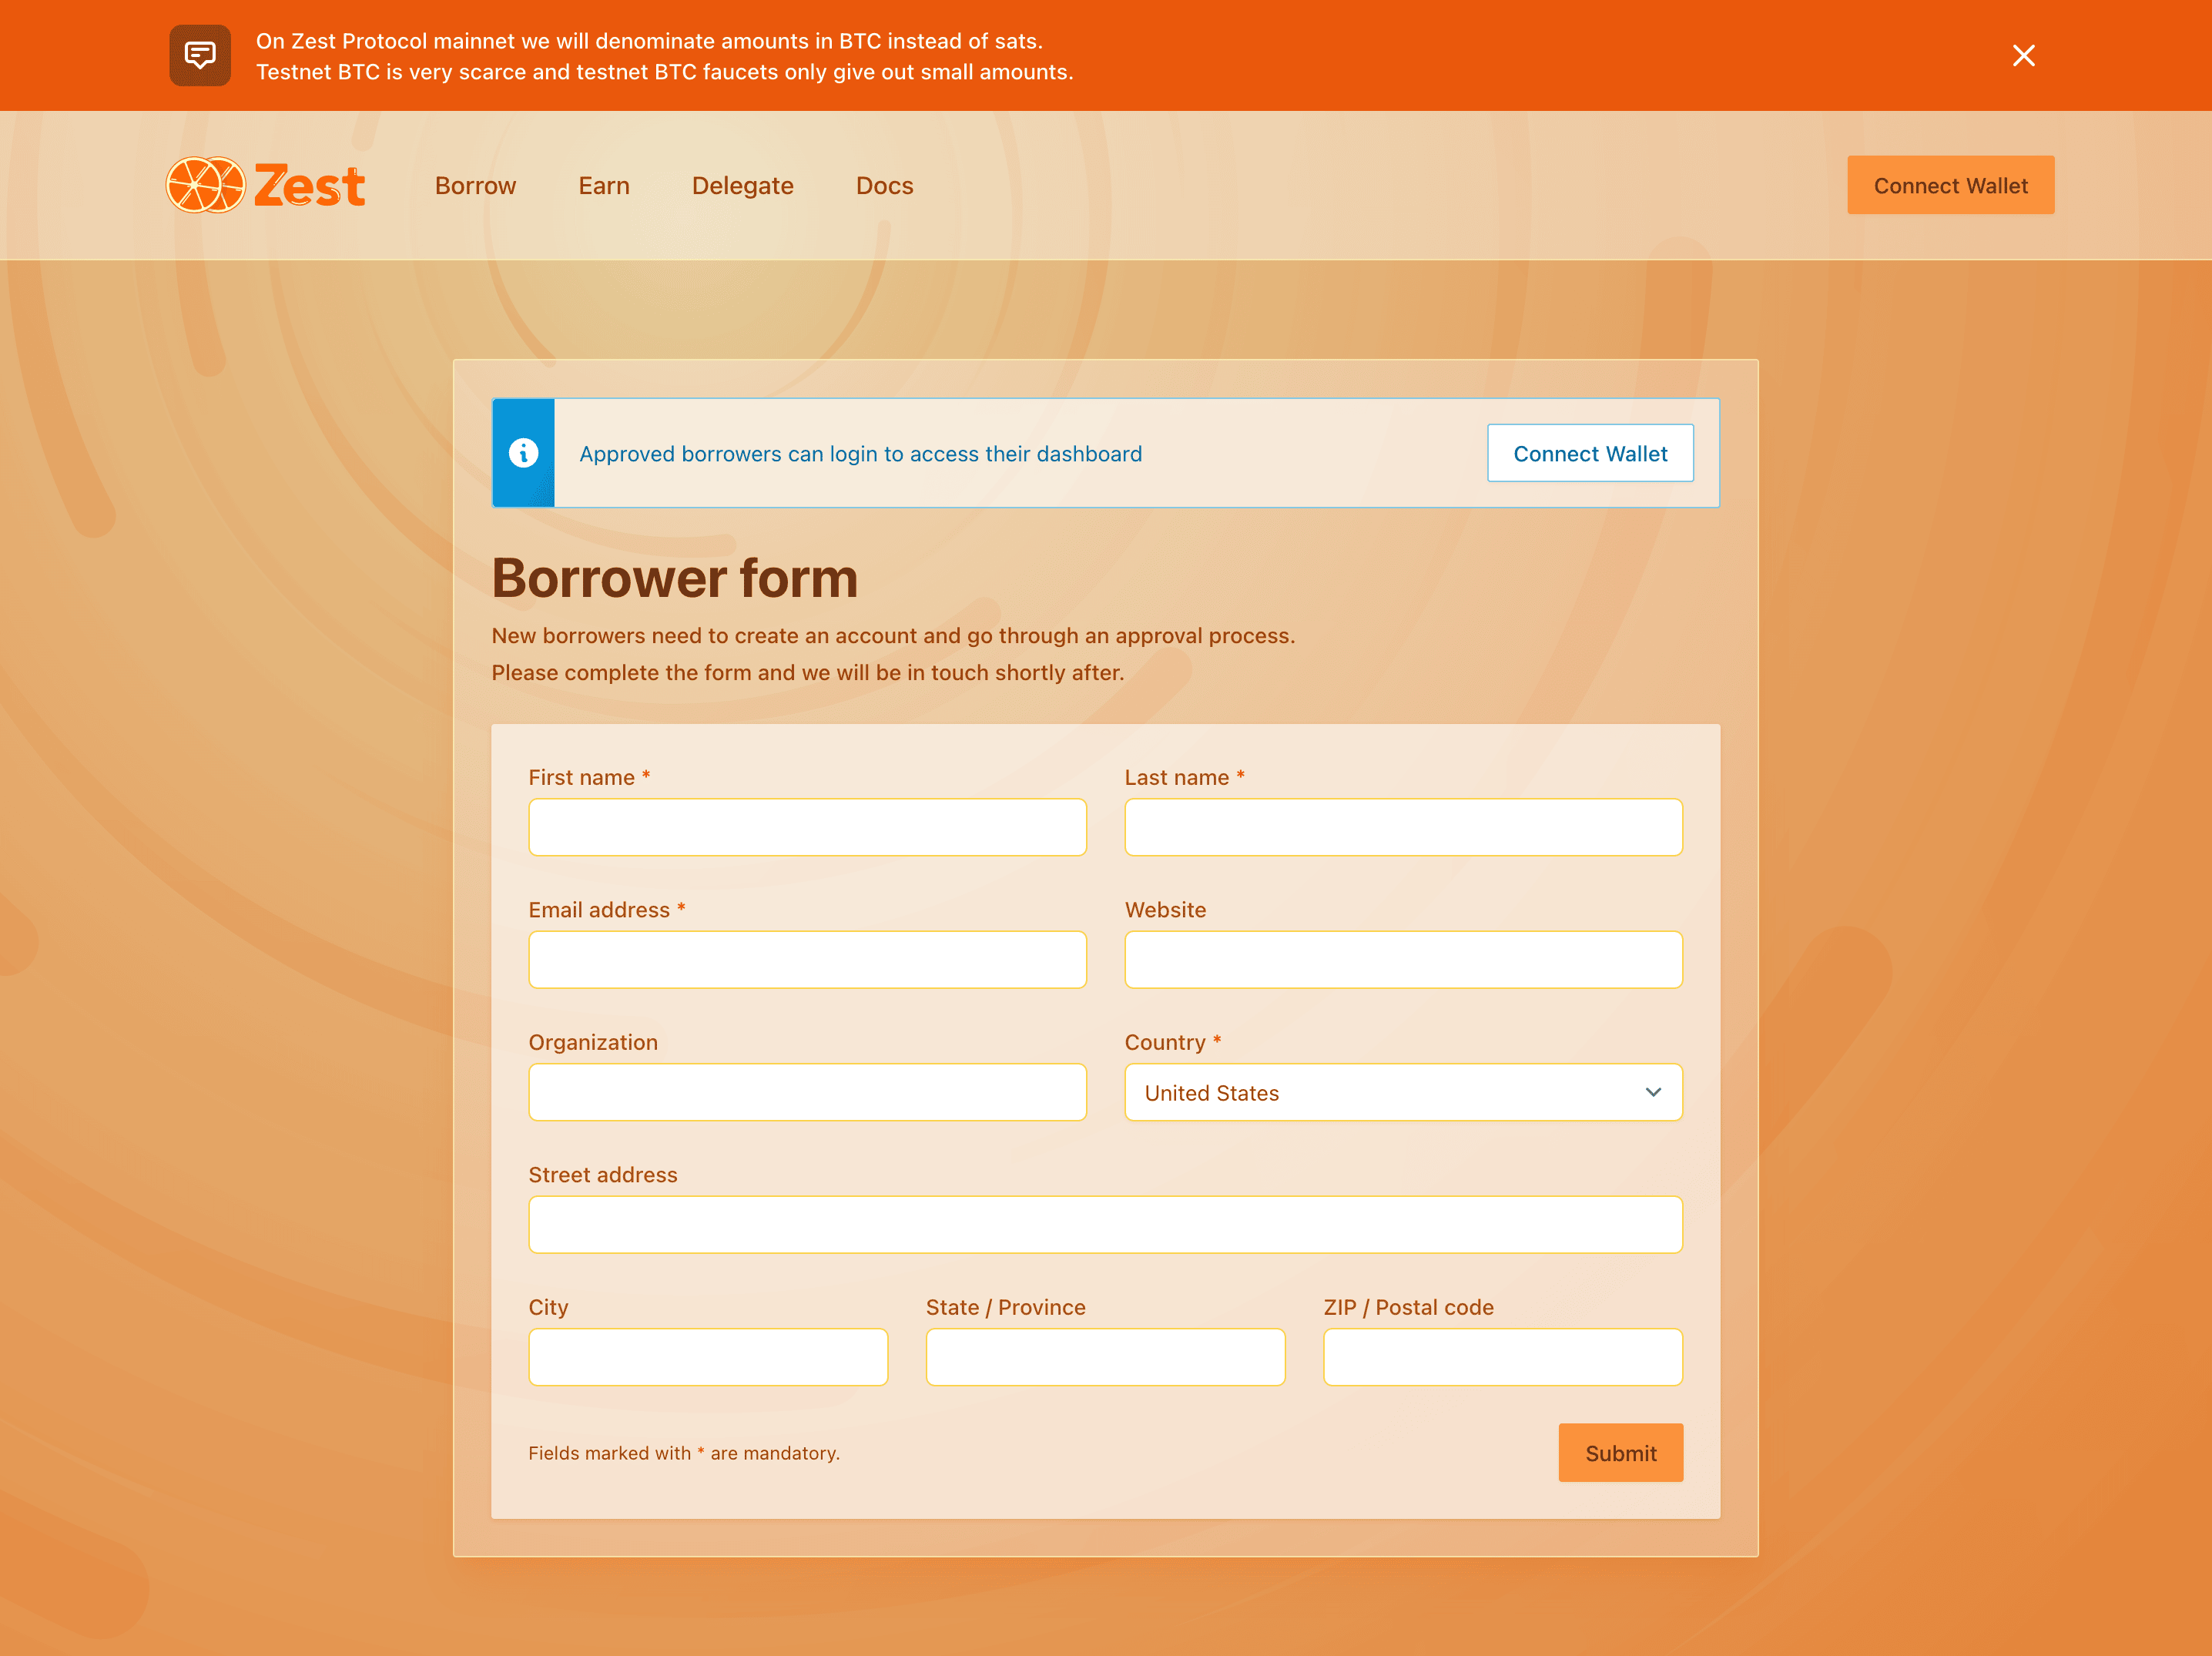 On Zest Protocol mainnet we will denominate amounts in BTC instead of sats.
Testnet BTC is very scarce and testnet BTC faucets only give out small amounts.
Zest
Borrow
Earn
Delegate
Docs
Connect Wallet
Approved borrowers can login to access their dashboard
Connect Wallet
Borrower form
New borrowers need to create an account and go through an approval process.
Please complete the form and we will be in touch shortly after.
First name *
Last name *
Email address *
Website
Organization
Country *
United States
Street address
City
State / Province
ZIP / Postal code
Fields marked with * are mandatory.
Submit